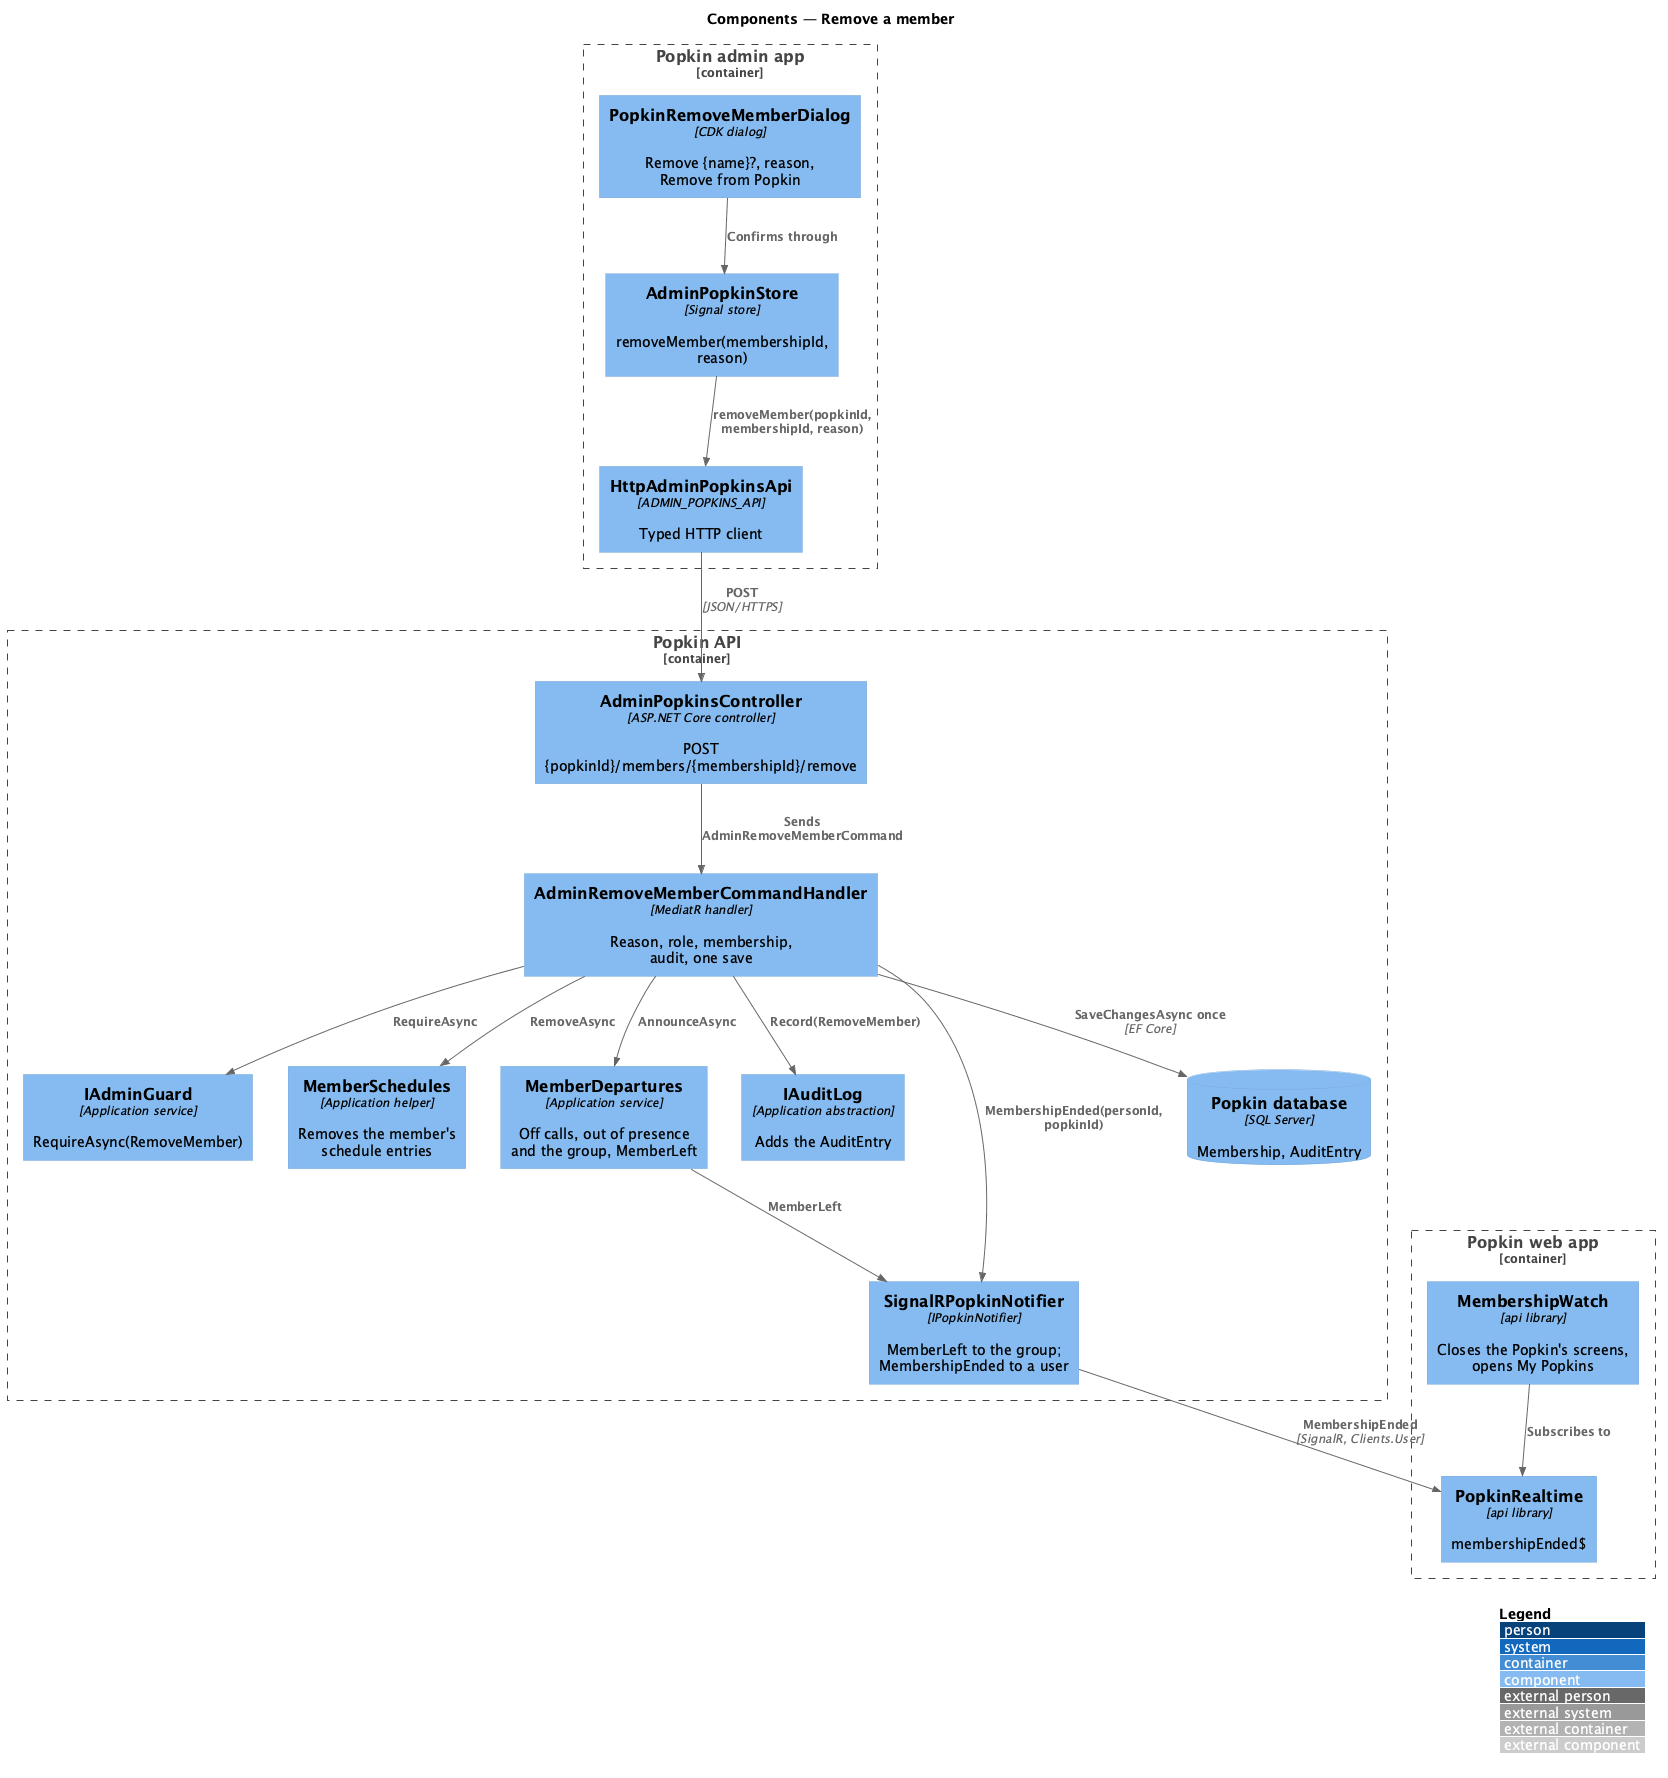 Components — Remove a member
Popkin admin app
[container]
PopkinRemoveMemberDialog
[CDK dialog]
Remove {name}?, reason,
Remove from Popkin
Confirms through
AdminPopkinStore
[Signal store]
removeMember(membershipId,
reason)
removeMember(popkinId,
membershipId, reason)
HttpAdminPopkinsApi
[ADMIN_POPKINS_API]
Typed HTTP client
POST
[JSON/HTTPS]
Popkin API
[container]
AdminPopkinsController
[ASP.NET Core controller]
POST
{popkinId}/members/{membershipId}/remove
Sends
AdminRemoveMemberCommand
AdminRemoveMemberCommandHandler
[MediatR handler]
Reason, role, membership,
audit, one save
RequireAsync
RemoveAsync
AnnounceAsync
Record(RemoveMember)
SaveChangesAsync once
[EF Core]
IAdminGuard
[Application service]
RequireAsync(RemoveMember)
MemberSchedules
[Application helper]
Removes the member's
schedule entries
MemberDepartures
[Application service]
Off calls, out of presence
and the group, MemberLeft
IAuditLog
[Application abstraction]
Adds the AuditEntry
MembershipEnded(personId,
popkinId)
Popkin database
[SQL Server]
Membership, AuditEntry
MemberLeft
SignalRPopkinNotifier
[IPopkinNotifier]
MemberLeft to the group;
MembershipEnded to a user
Popkin web app
[container]
MembershipWatch
[api library]
Closes the Popkin's screens,
opens My Popkins
MembershipEnded
[SignalR, Clients.User]
Subscribes to
PopkinRealtime
[api library]
membershipEnded$
Legend
person
system
container
component
external person
external system
external container
external component